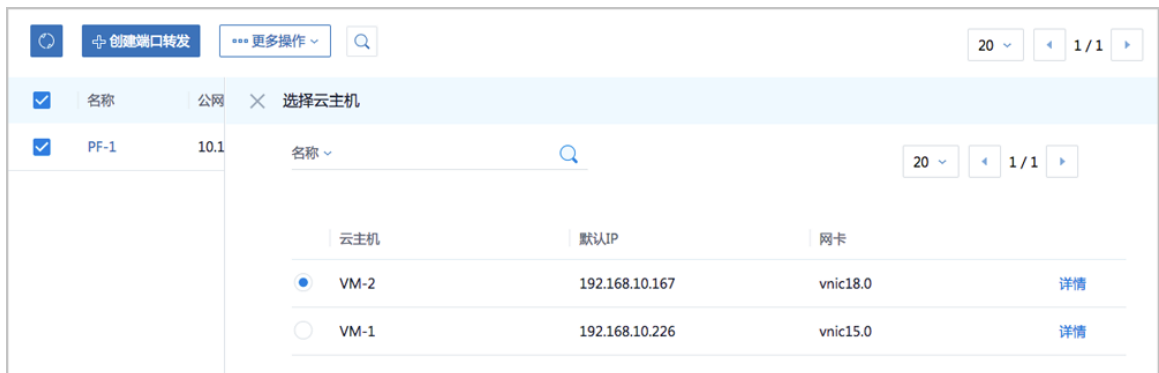 创建端口转发 更多操作 20 1 / 1
名称 公网 选择云主机
PF-1 10.1 名称 20 1 / 1
云主机 默认IP 网卡
VM-2 192.168.10.167 vnic18.0 详情
VM-1 192.168.10.226 vnic15.0 详情